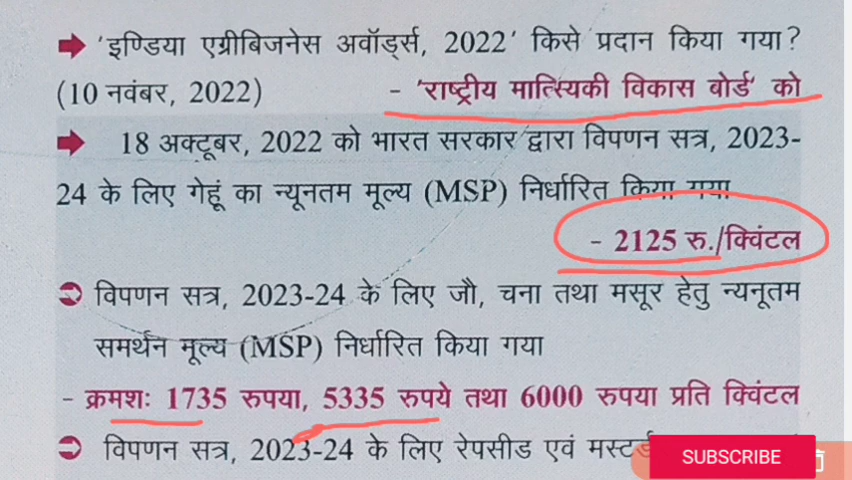 'इण्डिया एग्रीबिजनेस अवॉर्ड्स, 2022' किसे प्रदान किया गया?
(10 नवंबर, 2022) - 'राष्ट्रीय मात्स्यिकी विकास बोर्ड' को
18 अक्टूबर, 2022 को भारत सरकार द्वारा विपणन सत्र, 2023-
24 के लिए गेहूं का न्यूनतम मूल्य (MSP) निर्धारित किया गया
- 2125 रु./क्विंटल
विपणन सत्र, 2023-24 के लिए जौ, चना तथा मसूर हेतु न्यनूतम
समर्थन मूल्य (MSP) निर्धारित किया गया
- क्रमशः 1735 रुपया, 5335 रुपये तथा 6000 रुपया प्रति क्विंटल
विपणन सत्र, 2023-24 के लिए रेपसीड एवं
SUBSCRIBE